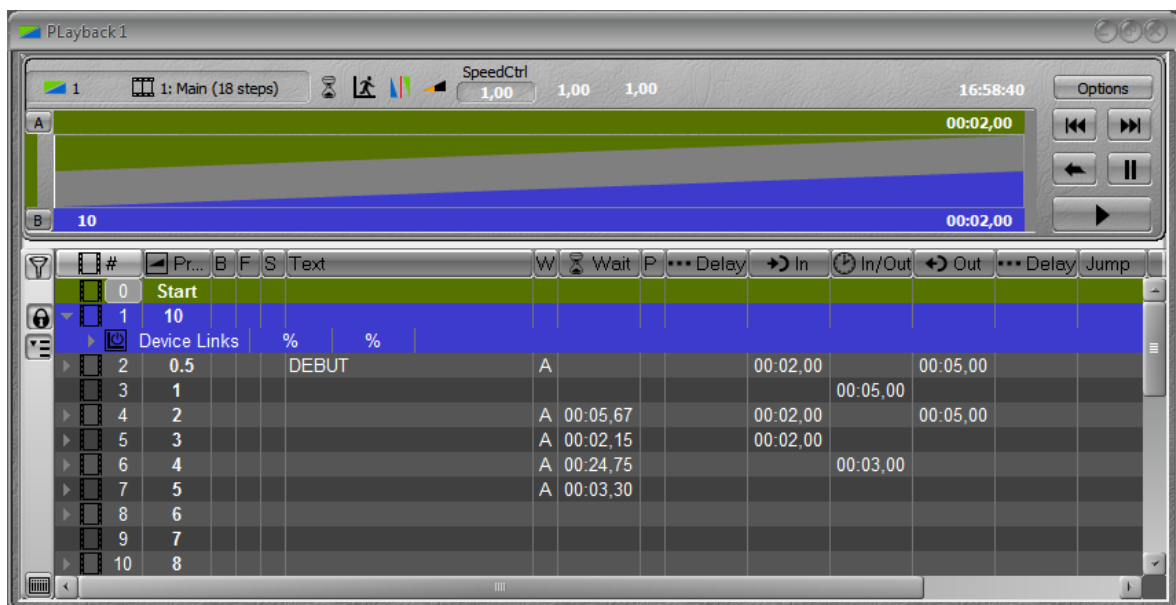 PLayback 1
1 1: Main (18 steps) SpeedCtrl 1,00 1,00 1,00 16:58:40 Options
A 00:02,00
B 10 00:02,00
# Pr... B F S Text W Wait P Delay In In/Out Out Delay Jump
0 Start
1 10
Device Links % %
2 0.5 DEBUT A 00:02,00 00:05,00
3 1 00:05,00
4 2 A 00:05,67 00:02,00 00:05,00
5 3 A 00:02,15 00:02,00
6 4 A 00:24,75 00:03,00
7 5 A 00:03,30
8 6
9 7
10 8